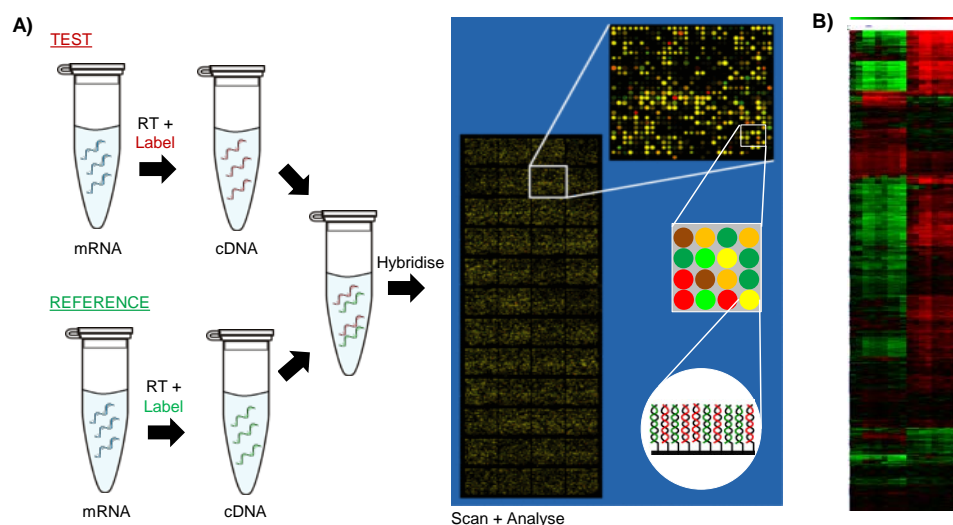 A)
TEST
RT +
Label
mRNA
cDNA
Hybridise
REFERENCE
RT +
Label
mRNA
cDNA
Scan + Analyse
B)